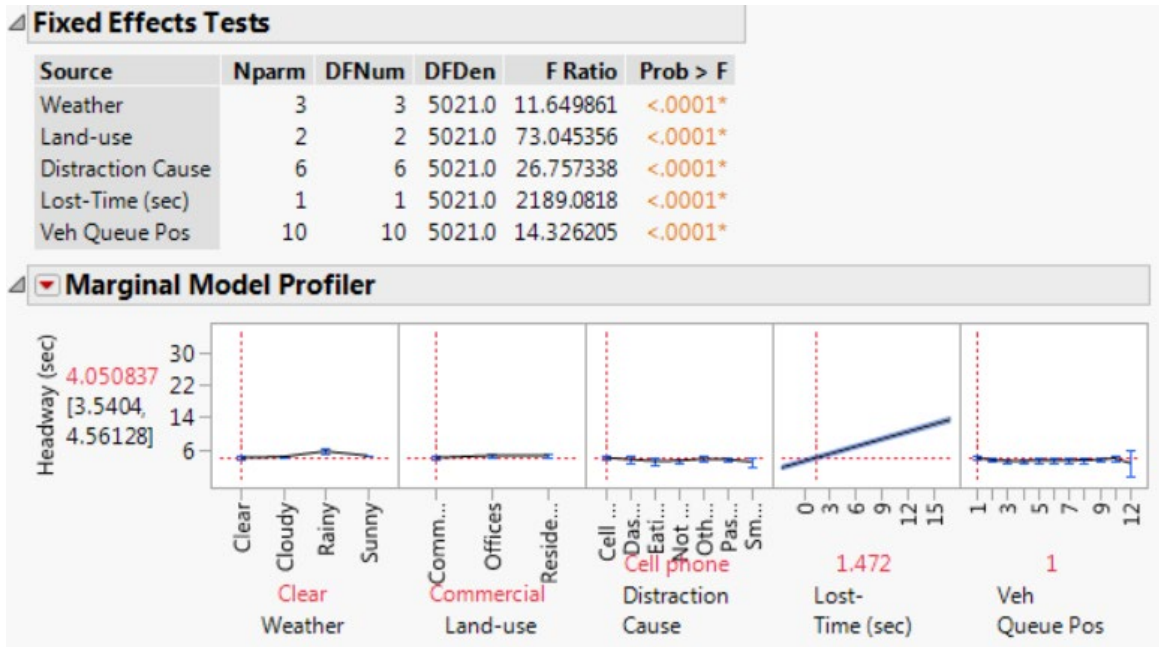 Fixed Effects Tests
Source Nparm DFNum DFDen F Ratio Prob > F
Weather 3 3 5021.0 11.649861 <.0001*
Land-use 2 2 5021.0 73.045356 <.0001*
Distraction Cause 6 6 5021.0 26.757338 <.0001*
Lost-Time (sec) 1 1 5021.0 2189.0818 <.0001*
Veh Queue Pos 10 10 5021.0 14.326205 <.0001*
Marginal Model Profiler
Headway (sec)
4.050837
[3.5404,
4.56128]
30
22
14
6
Clear Cloudy Rainy Sunny
Comm... Offices Reside...
Cell ... Das... Eati... Not ... Oth... Pas... Sm...
0 3 6 9 12 15
1 3 5 7 9 12
Clear Commercial Cell phone 1.472 1
Weather Land-use Distraction Cause Lost-Time (sec) Veh Queue Pos